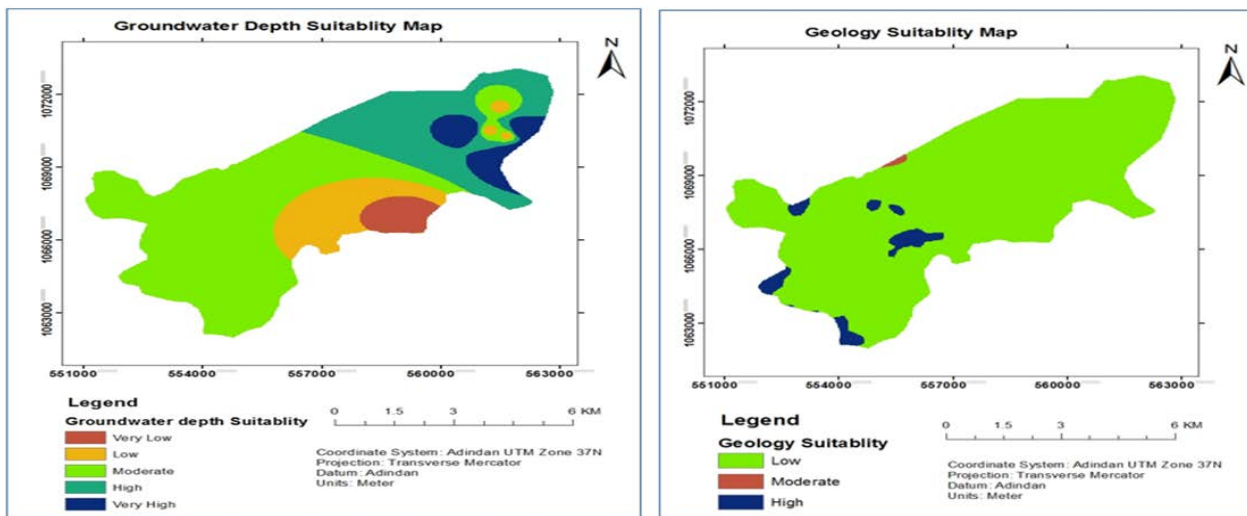 Groundwater Depth Suitablity Map
N
1072000
1069000
1066000
1063000
551000 554000 557000 560000 563000
Legend
Groundwater depth Suitablity
Very Low
Low
Moderate
High
Very High
0 1.5 3 6 KM
Coordinate System: Adindan UTM Zone 37N
Projection: Transverse Mercator
Datum: Adindan
Units: Meter
Geology Suitablity Map
N
1072000
1069000
1066000
1063000
551000 554000 557000 560000 563000
Legend
Geology Suitablity
Low
Moderate
High
0 1.5 3 6 KM
Coordinate System: Adindan UTM Zone 37N
Projection: Transverse Mercator
Datum: Adindan
Units: Meter